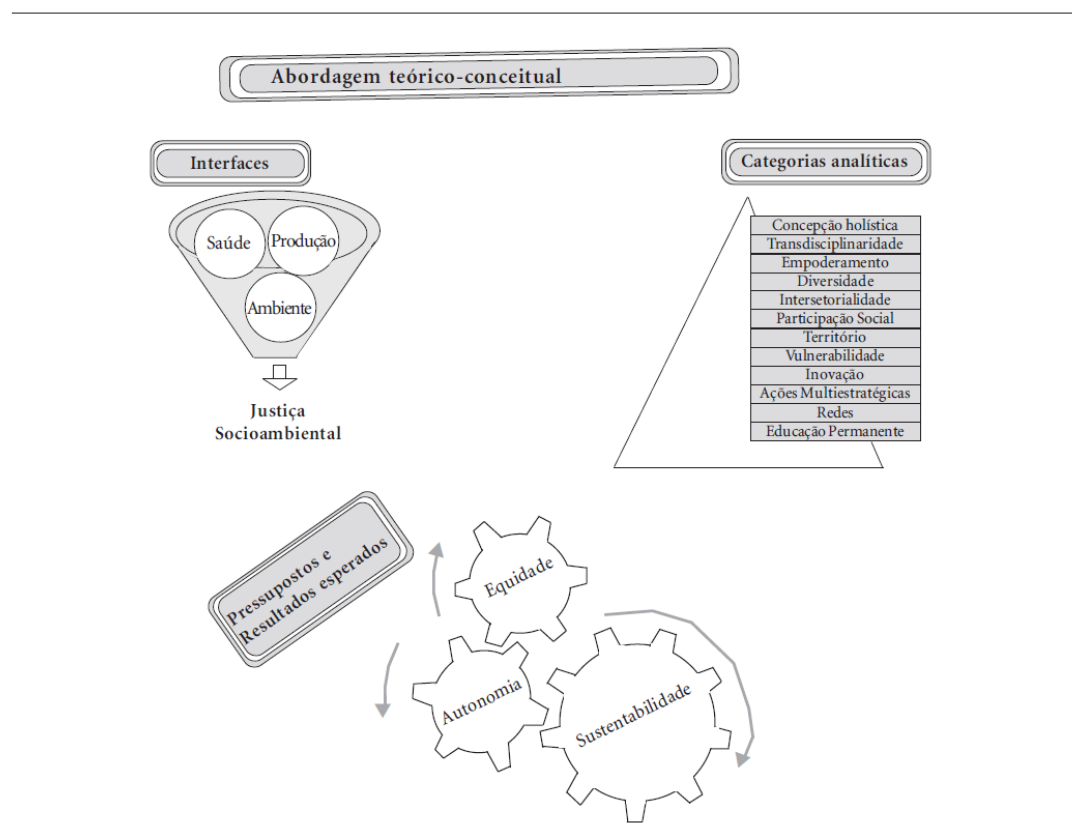 Abordagem teórico-conceitual
Interfaces
Saúde
Produção
Ambiente
Justiça
Socioambiental
Categorias analíticas
Concepção holística
Transdisciplinaridade
Empoderamento
Diversidade
Intersetorialidade
Participação Social
Território
Vulnerabilidade
Inovação
Ações Multiestratégicas
Redes
Educação Permanente
Pressupostos e
Resultados esperados
Equidade
Autonomia
Sustentabilidade